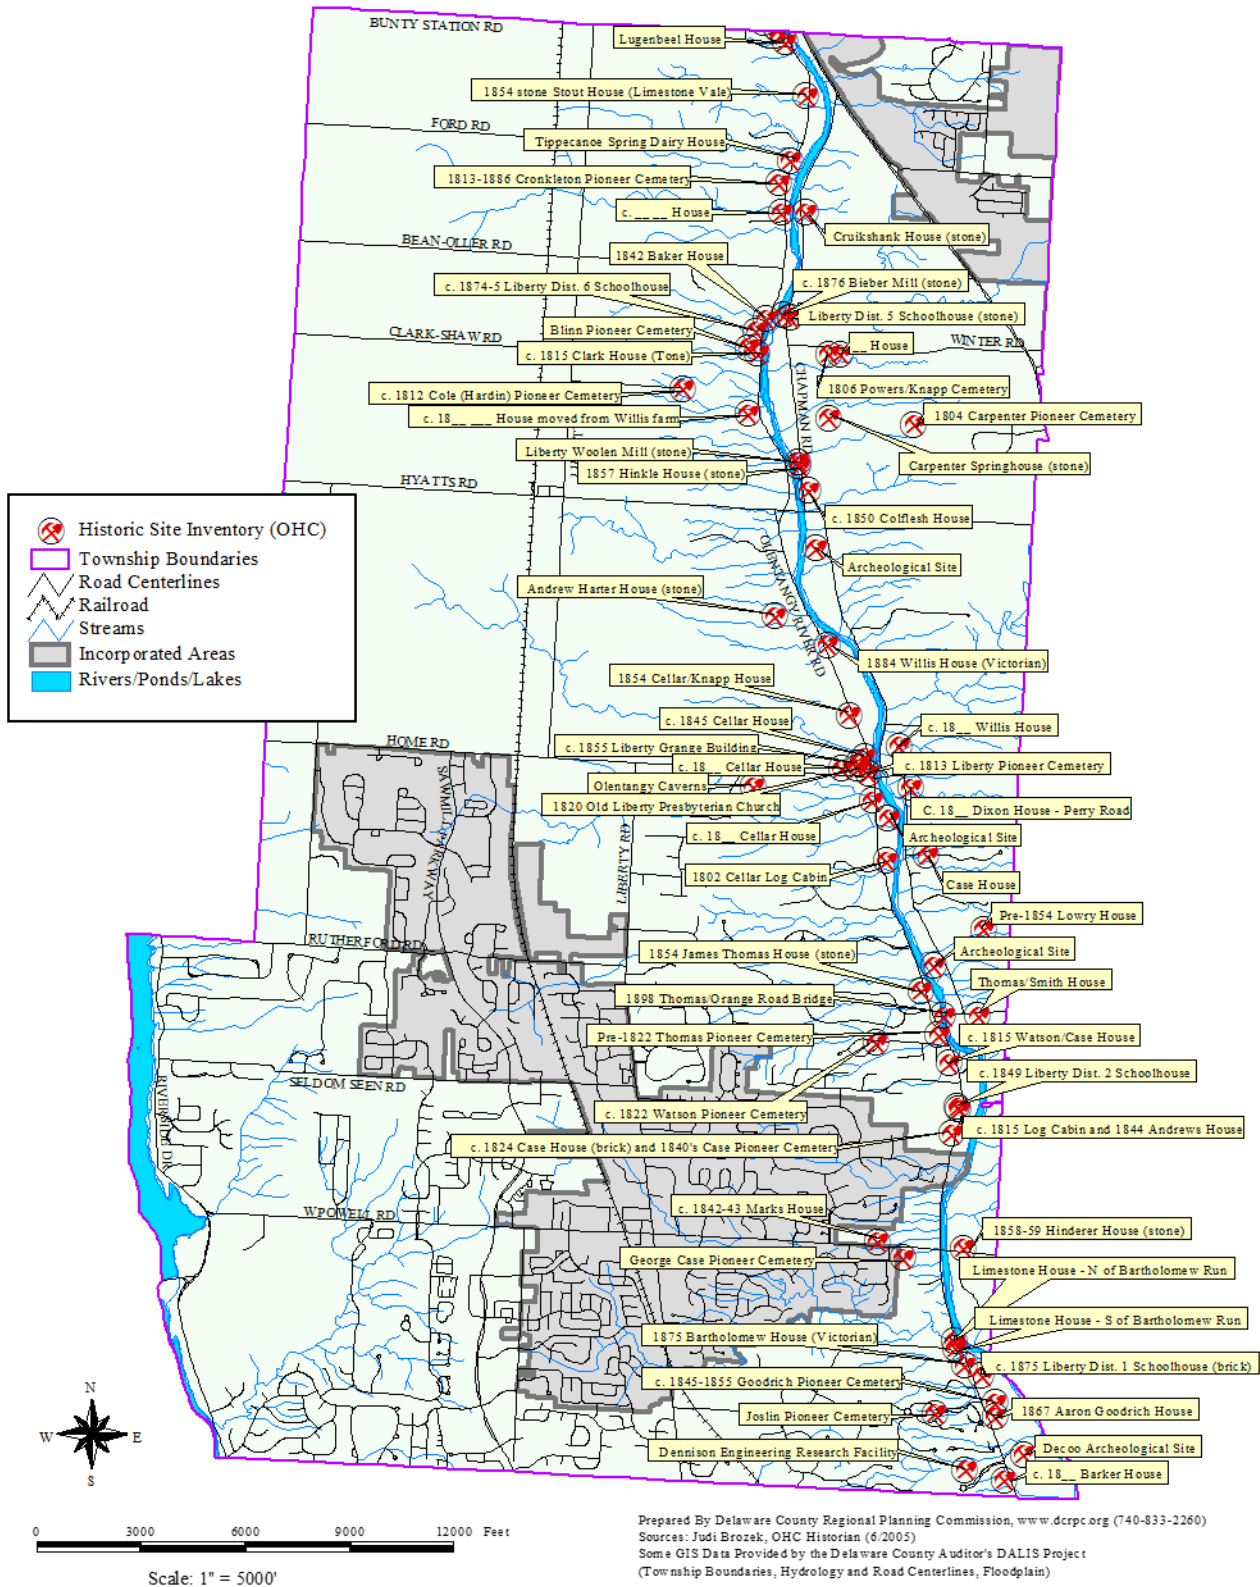 BUNTY STATION RD
Lugenbeel House
1854 stone Stout House (Limestone Vale)
FORD RD
Tippecanoe Spring Dairy House
1813-1886 Cronkleton Pioneer Cemetery
c. __ __ House
Cruikshank House (stone)
BEAN-OLLER RD
1842 Baker House
c. 1874-5 Liberty Dist. 6 Schoolhouse
c. 1876 Bieber Mill (stone)
Liberty Dist. 5 Schoolhouse (stone)
Blinn Pioneer Cemetery
CLARK-SHAW RD
c. 1815 Clark House (Tone)
__ House
WINTER RD
c. 1812 Cole (Hardin) Pioneer Cemetery
1806 Powers/Knapp Cemetery
CHAPMAN RD
c. 18__ ___ House moved from Willis farm
1804 Carpenter Pioneer Cemetery
Liberty Woolen Mill (stone)
Carpenter Springhouse (stone)
1857 Hinkle House (stone)
HYATTS RD
c. 1850 Colflesh House
Historic Site Inventory (OHC)
Township Boundaries
Road Centerlines
Railroad
Streams
Incorporated Areas
Rivers/Ponds/Lakes
OLENTANGY RIVER RD
Archeological Site
Andrew Harter House (stone)
1884 Willis House (Victorian)
1854 Cellar/Knapp House
c. 1845 Cellar House
c. 18__ Willis House
HOME RD
c. 1855 Liberty Grange Building
c. 18__ Cellar House
c. 1813 Liberty Pioneer Cemetery
Olentangy Caverns
1820 Old Liberty Presbyterian Church
C. 18__ Dixon House - Perry Road
SAWMILL PARKWAY
LIBERTY RD
c. 18__ Cellar House
Archeological Site
1802 Cellar Log Cabin
Case House
Pre-1854 Lowry House
RUTHERFORD RD
1854 James Thomas House (stone)
Archeological Site
Thomas/Smith House
1898 Thomas/Orange Road Bridge
Pre-1822 Thomas Pioneer Cemetery
c. 1815 Watson/Case House
RIVERSIDE DR
SELDOM SEEN RD
c. 1849 Liberty Dist. 2 Schoolhouse
c. 1822 Watson Pioneer Cemetery
c. 1815 Log Cabin and 1844 Andrews House
c. 1824 Case House (brick) and 1840's Case Pioneer Cemetery
W POWELL RD
c. 1842-43 Marks House
1858-59 Hinderer House (stone)
George Case Pioneer Cemetery
Limestone House - N of Bartholomew Run
Limestone House - S of Bartholomew Run
1875 Bartholomew House (Victorian)
c. 1875 Liberty Dist. 1 Schoolhouse (brick)
c. 1845-1855 Goodrich Pioneer Cemetery
1867 Aaron Goodrich House
Joslin Pioneer Cemetery
Decoo Archeological Site
Dennison Engineering Research Facility
c. 18__ Barker House
N
W E
S
0 3000 6000 9000 12000 Feet
Scale: 1" = 5000'
Prepared By Delaware County Regional Planning Commission, www.dcrpc.org (740-833-2260)
Sources: Judi Brozek, OHC Historian (6/2005)
Some GIS Data Provided by the Delaware County Auditor's DALIS Project
(Township Boundaries, Hydrology and Road Centerlines, Floodplain)